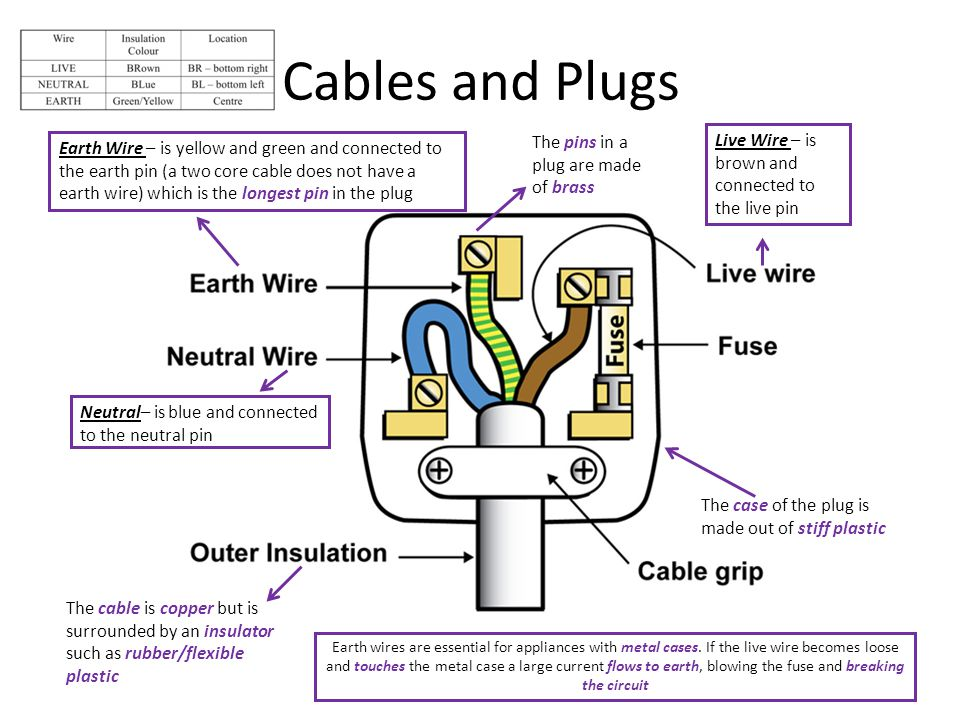 Wire Insulation Colour Location
LIVE BRown BR – bottom right
NEUTRAL BLue BL – bottom left
EARTH Green/Yellow Centre
Cables and Plugs
Earth Wire – is yellow and green and connected to
the earth pin (a two core cable does not have a
earth wire) which is the longest pin in the plug
The pins in a
plug are made
of brass
Live Wire – is
brown and
connected to
the live pin
Earth Wire
Live wire
Neutral Wire
Fuse
Fuse
Neutral– is blue and connected
to the neutral pin
The case of the plug is
made out of stiff plastic
Outer Insulation
Cable grip
The cable is copper but is
surrounded by an insulator
such as rubber/flexible
plastic
Earth wires are essential for appliances with metal cases. If the live wire becomes loose
and touches the metal case a large current flows to earth, blowing the fuse and breaking
the circuit